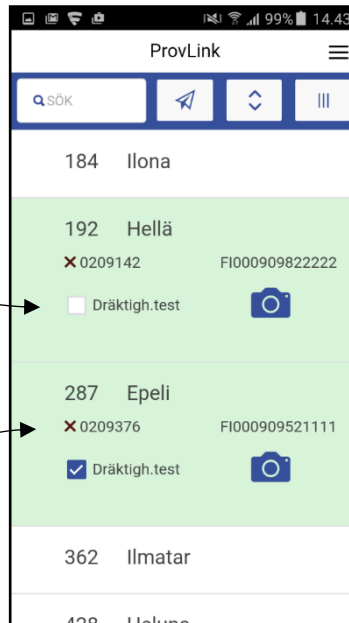 99% 14.43
ProvLink
SÖK
184 Ilona
192 Hellä
0209142 FI000909822222
Dräktigh.test
287 Epeli
0209376 FI000909521111
Dräktigh.test
362 Ilmatar
428